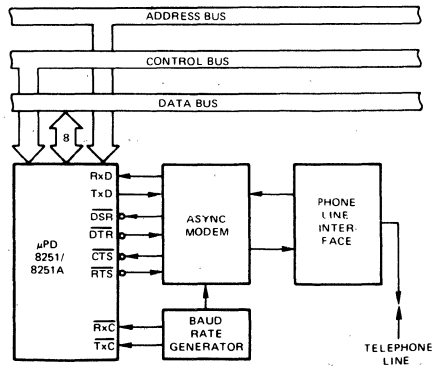 ADDRESS BUS
CONTROL BUS
DATA BUS
8
RxD
TxD
DSR
DTR
CTS
RTS
RxC
TxC
μPD
8251/
8251A
ASYNC
MODEM
PHONE
LINE
INTER-
FACE
BAUD
RATE
GENERATOR
TELEPHONE
LINE